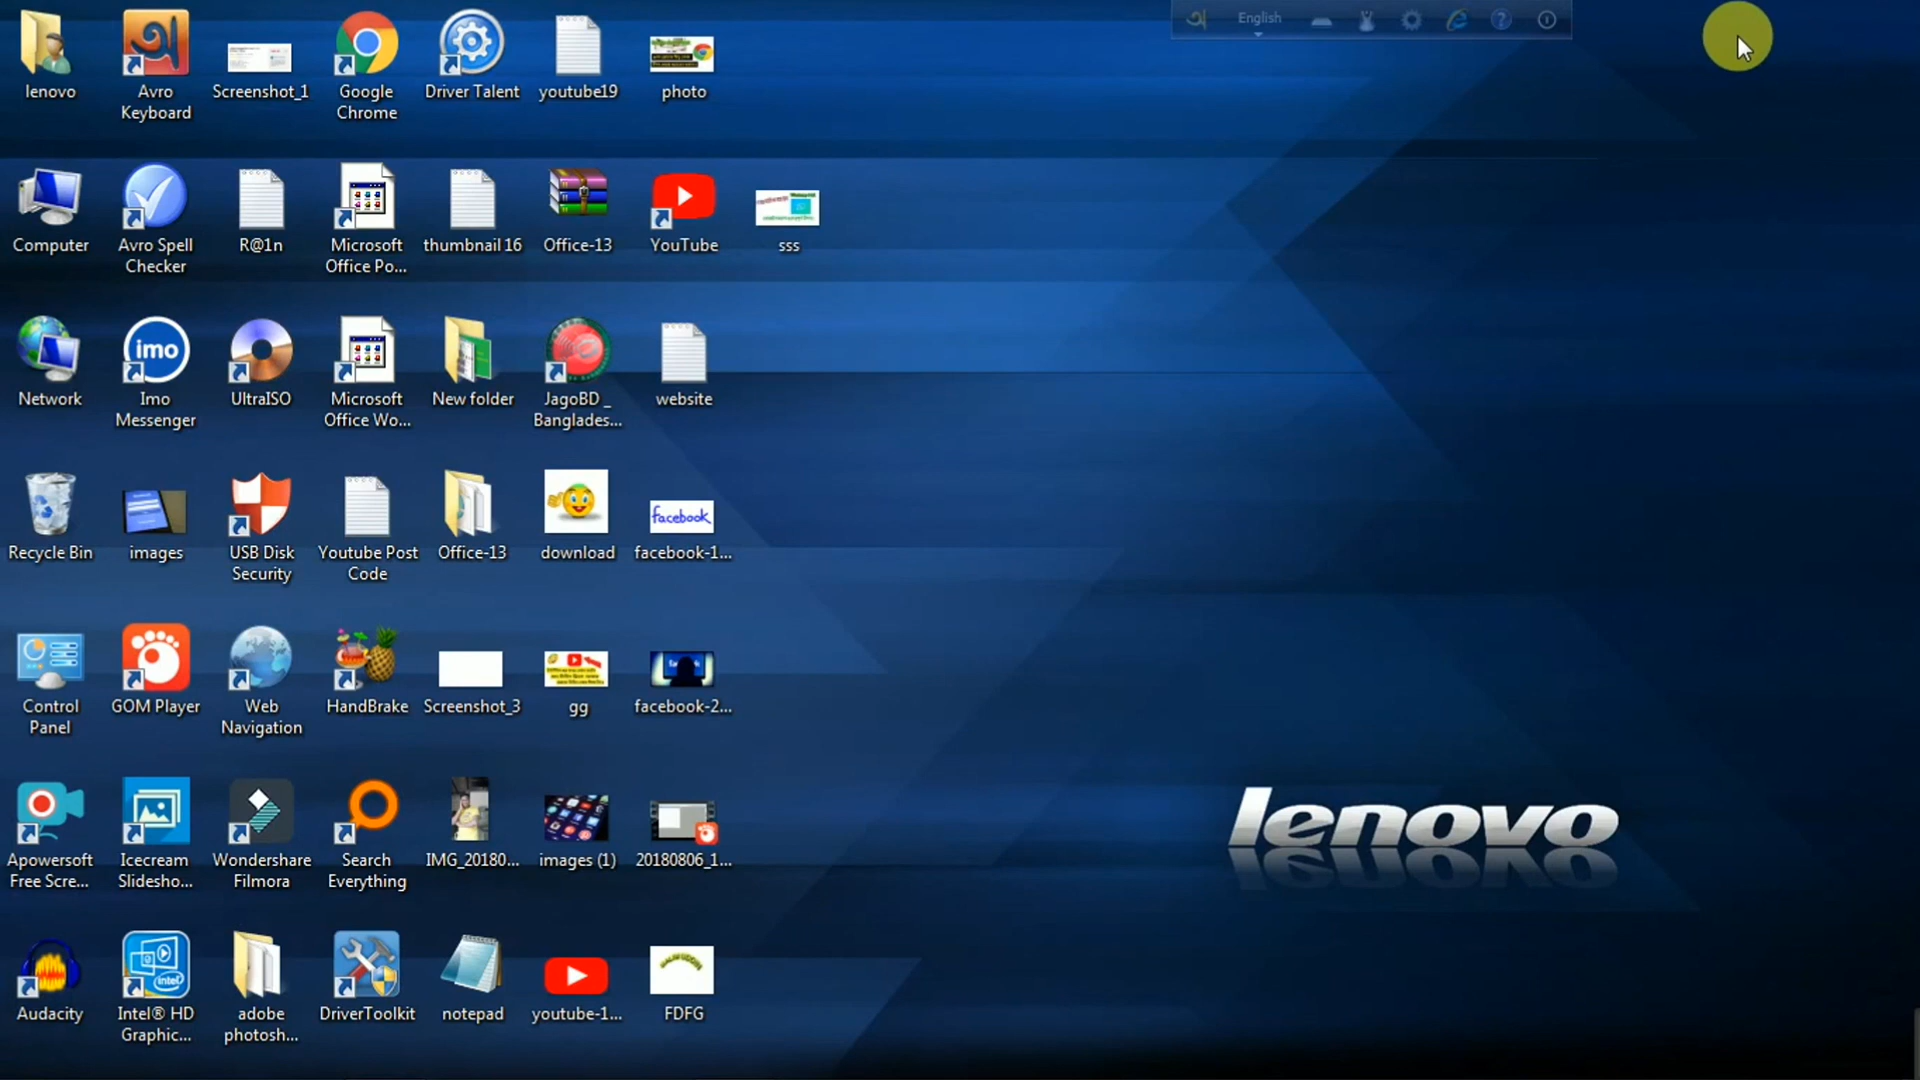 English
lenovo
Avro
Keyboard
Screenshot_1
Google
Chrome
Driver Talent
youtube19
photo
Computer
Avro Spell
Checker
R@1n
Microsoft
Office Po...
thumbnail 16
Office-13
YouTube
sss
Network
imo
Imo
Messenger
UltraISO
Microsoft
Office Wo...
New folder
JagoBD _
Banglades...
website
Recycle Bin
images
USB Disk
Security
Youtube Post
Code
Office-13
download
facebook
facebook-1...
Control
Panel
GOM Player
Web
Navigation
HandBrake
Screenshot_3
gg
facebook-2...
Apowersoft
Free Scre...
Icecream
Slidesho...
Wondershare
Filmora
Search
Everything
IMG_20180...
images (1)
20180806_1...
lenovo
Audacity
intel
Intel® HD
Graphic...
adobe
photosh...
DriverToolkit
notepad
youtube-1...
FDFG